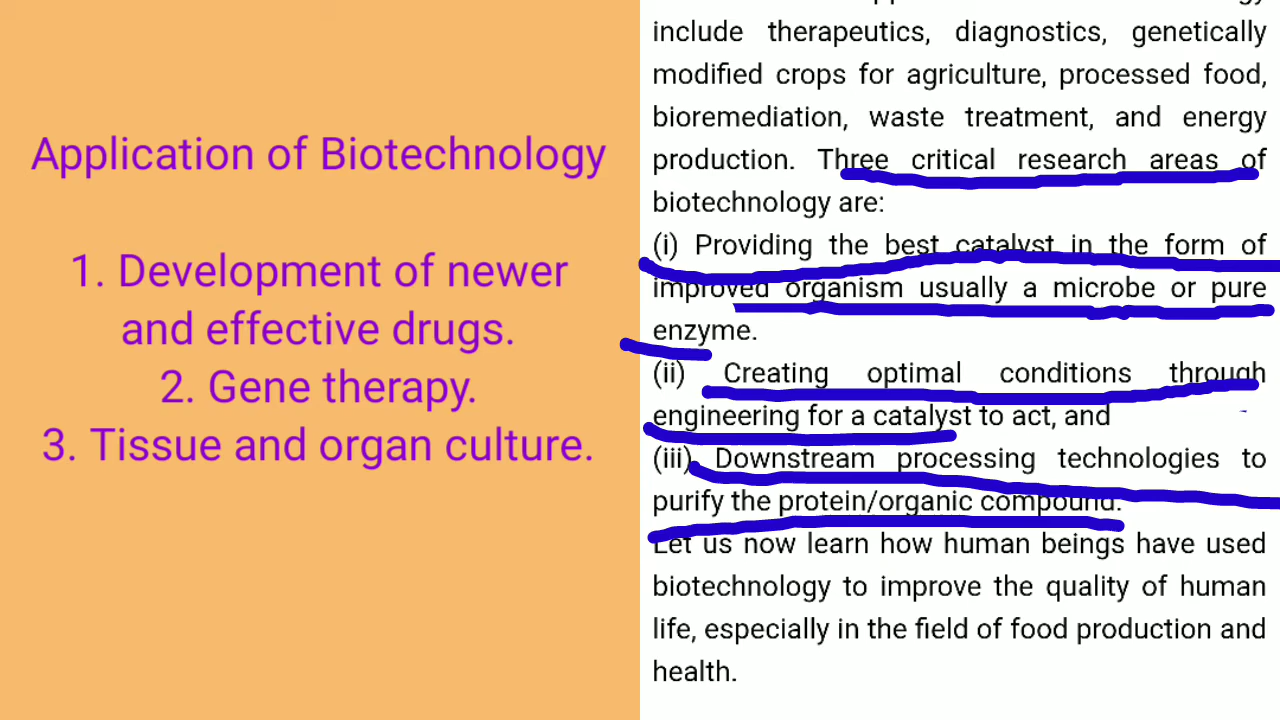 Application of Biotechnology
1. Development of newer
and effective drugs.
2. Gene therapy.
3. Tissue and organ culture.
include therapeutics, diagnostics, genetically
modified crops for agriculture, processed food,
bioremediation, waste treatment, and energy
production. Three critical research areas of
biotechnology are:
(i) Providing the best catalyst in the form of
improved organism usually a microbe or pure
enzyme.
(ii) Creating optimal conditions through
engineering for a catalyst to act, and
(iii) Downstream processing technologies to
purify the protein/organic compound.
Let us now learn how human beings have used
biotechnology to improve the quality of human
life, especially in the field of food production and
health.